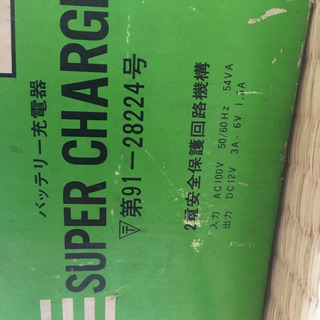 バッテリー充電器
SUPER CHARG
〒第91-28224号
2重安全保護回路機構
入力 AC100V 50/60Hz 54VA
出力 DC12V 3A・6V 1.